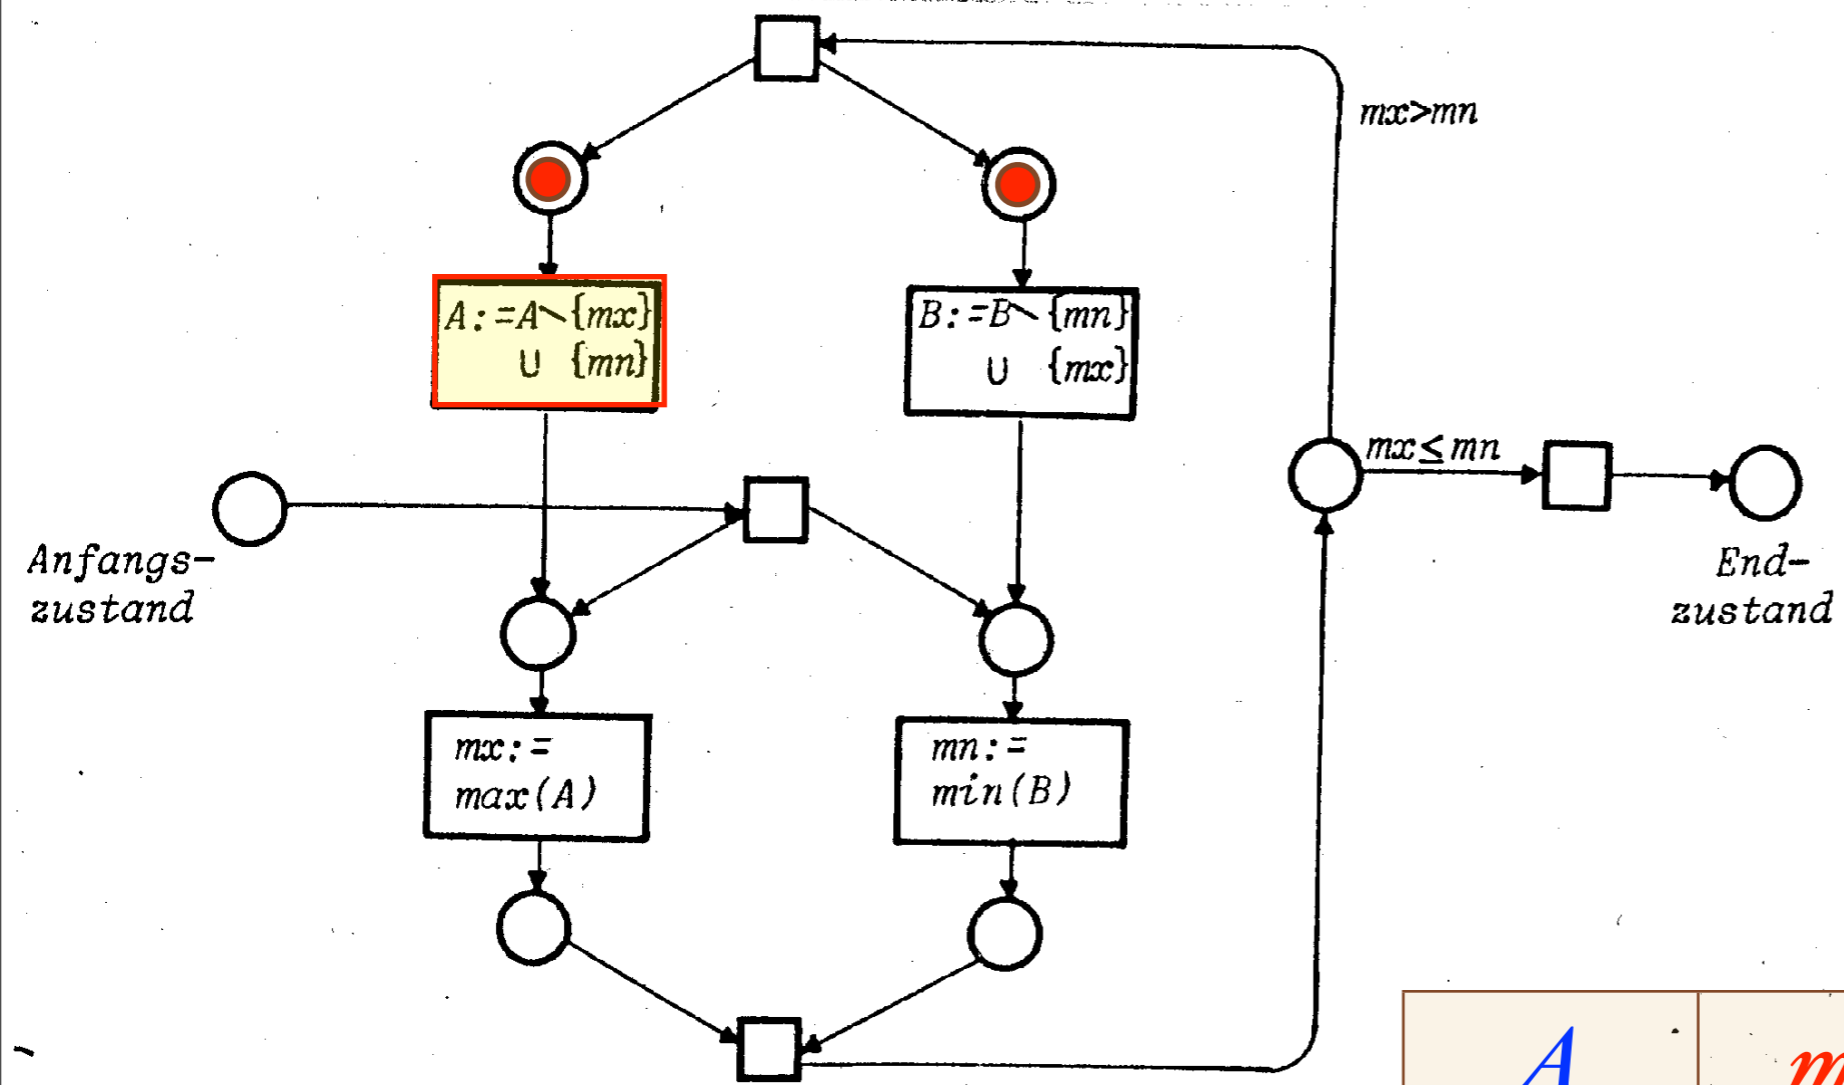 mx>mn
A:=A∖{mx}
∪ {mn}
B:=B∖{mn}
∪ {mx}
mx≤mn
Anfangs-
zustand
End-
zustand
mx:=
max(A)
mn:=
min(B)
A
m